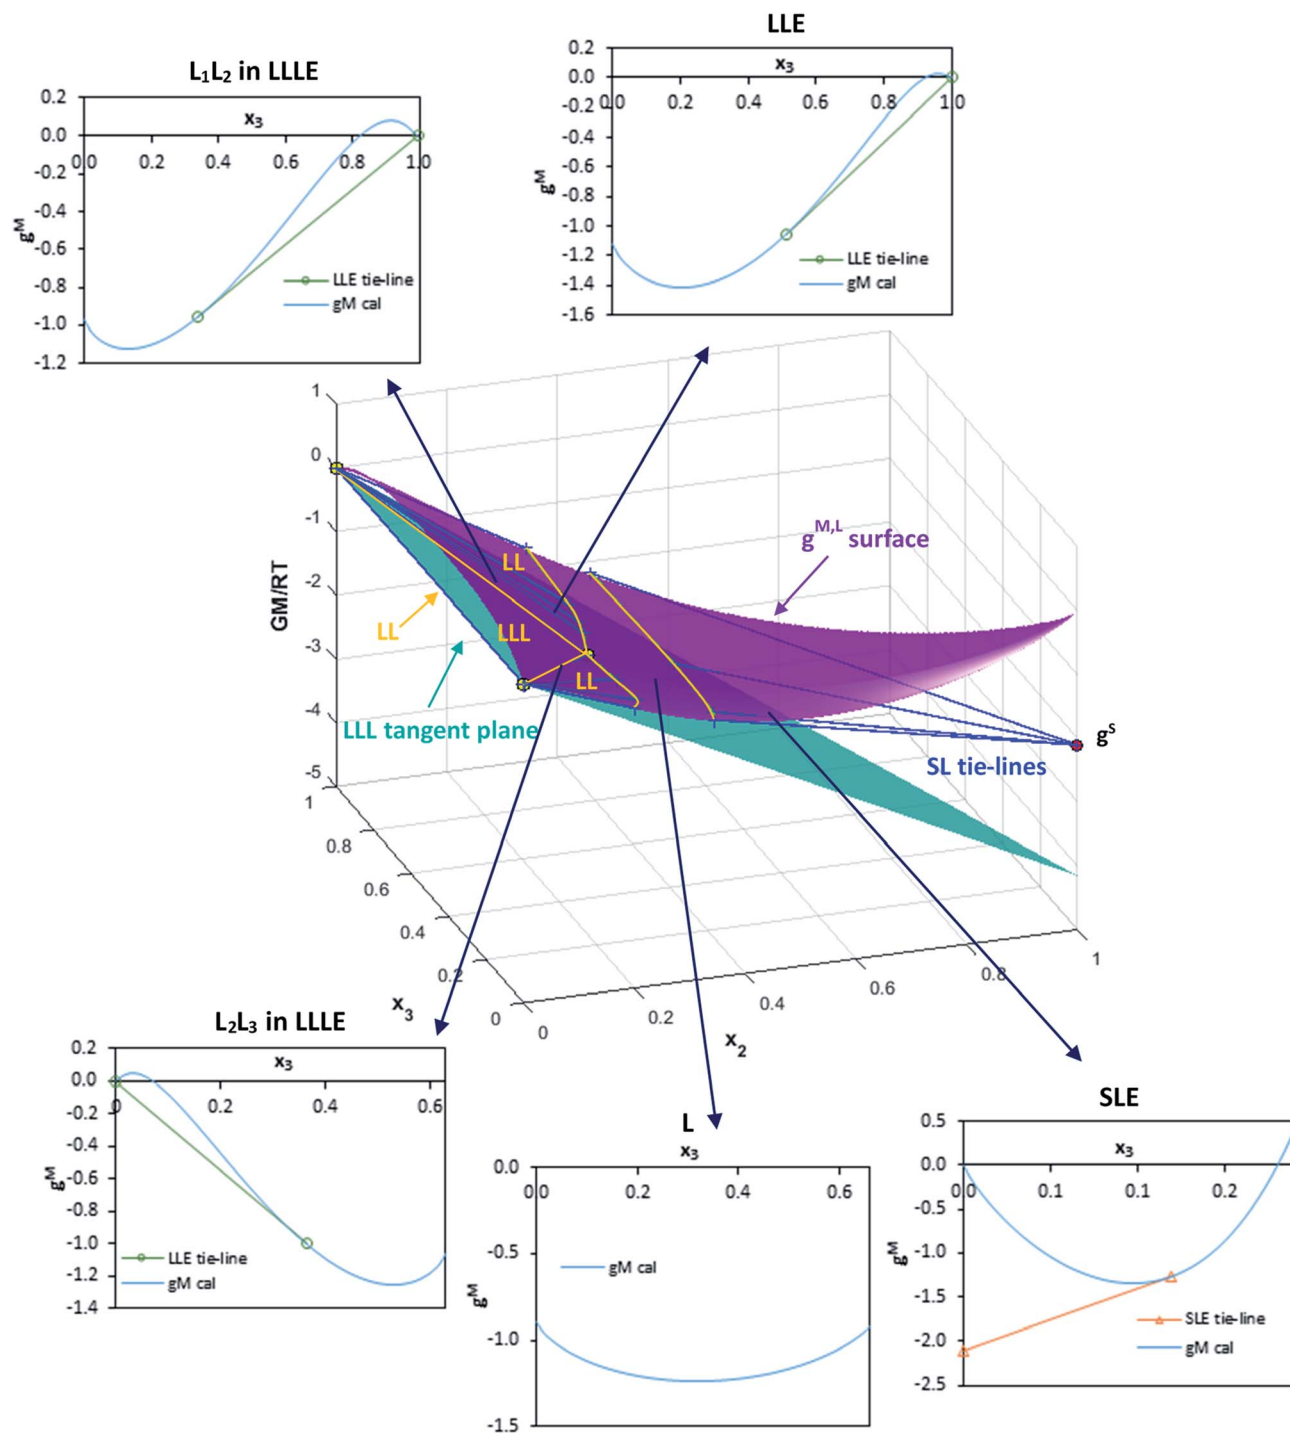 LLE
0.2
x3
0.0
0.0 0.2 0.4 0.6 0.8 1.0
-0.2
-0.4
-0.6
gM
-0.8
-1.0
-1.2
-1.4
-1.6
LLE tie-line
gM cal
L1L2 in LLLE
0.2
x3
0.0
0.0 0.2 0.4 0.6 0.8 1.0
-0.2
-0.4
gM
-0.6
-0.8
-1.0
-1.2
LLE tie-line
gM cal
1
0
-1
-2
-3
-4
-5
GM/RT
gM,L surface
LL
LL
LLL
LL
LLL tangent plane
gS
SL tie-lines
1
0.8
0.6
0.4
0.2
0
x3
0
0.2
0.4
0.6
0.8
1
x2
L2L3 in LLLE
0.2
x3
0.0
0 0.2 0.4 0.6
-0.2
-0.4
gM
-0.6
-0.8
-1.0
-1.2
-1.4
LLE tie-line
gM cal
L
x3
0.0
0.0 0.2 0.4 0.6
-0.5
gM cal
gM
-1.0
-1.5
SLE
0.5
x3
0.0
0.0 0.1 0.1 0.2
-0.5
gM
-1.0
-1.5
-2.0
-2.5
SLE tie-line
gM cal